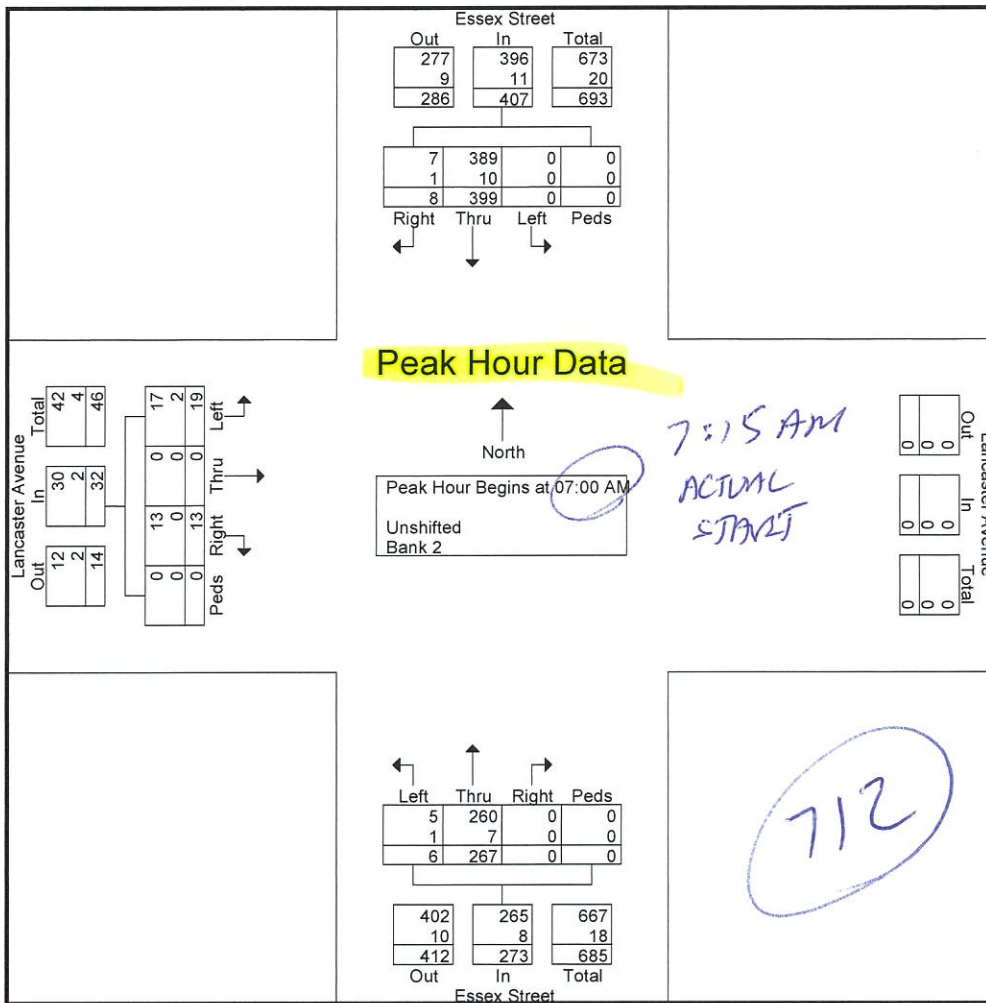 Essex Street
Out In Total
277 396 673
9 11 20
286 407 693
7 389 0 0
1 10 0 0
8 399 0 0
Right Thru Left Peds
Peak Hour Data
North
Peak Hour Begins at 07:00 AM
Unshifted
Bank 2
7:15 AM
ACTUAL
START
Lancaster Avenue
Out In Total
12 30 42
2 2 4
14 32 46
Left Thru Right Peds
17 0 13 0
2 0 0 0
19 0 13 0
Lancaster Avenue
Out In Total
0 0 0
0 0 0
0 0 0
Left Thru Right Peds
5 260 0 0
1 7 0 0
6 267 0 0
402 265 667
10 8 18
412 273 685
Out In Total
Essex Street
712